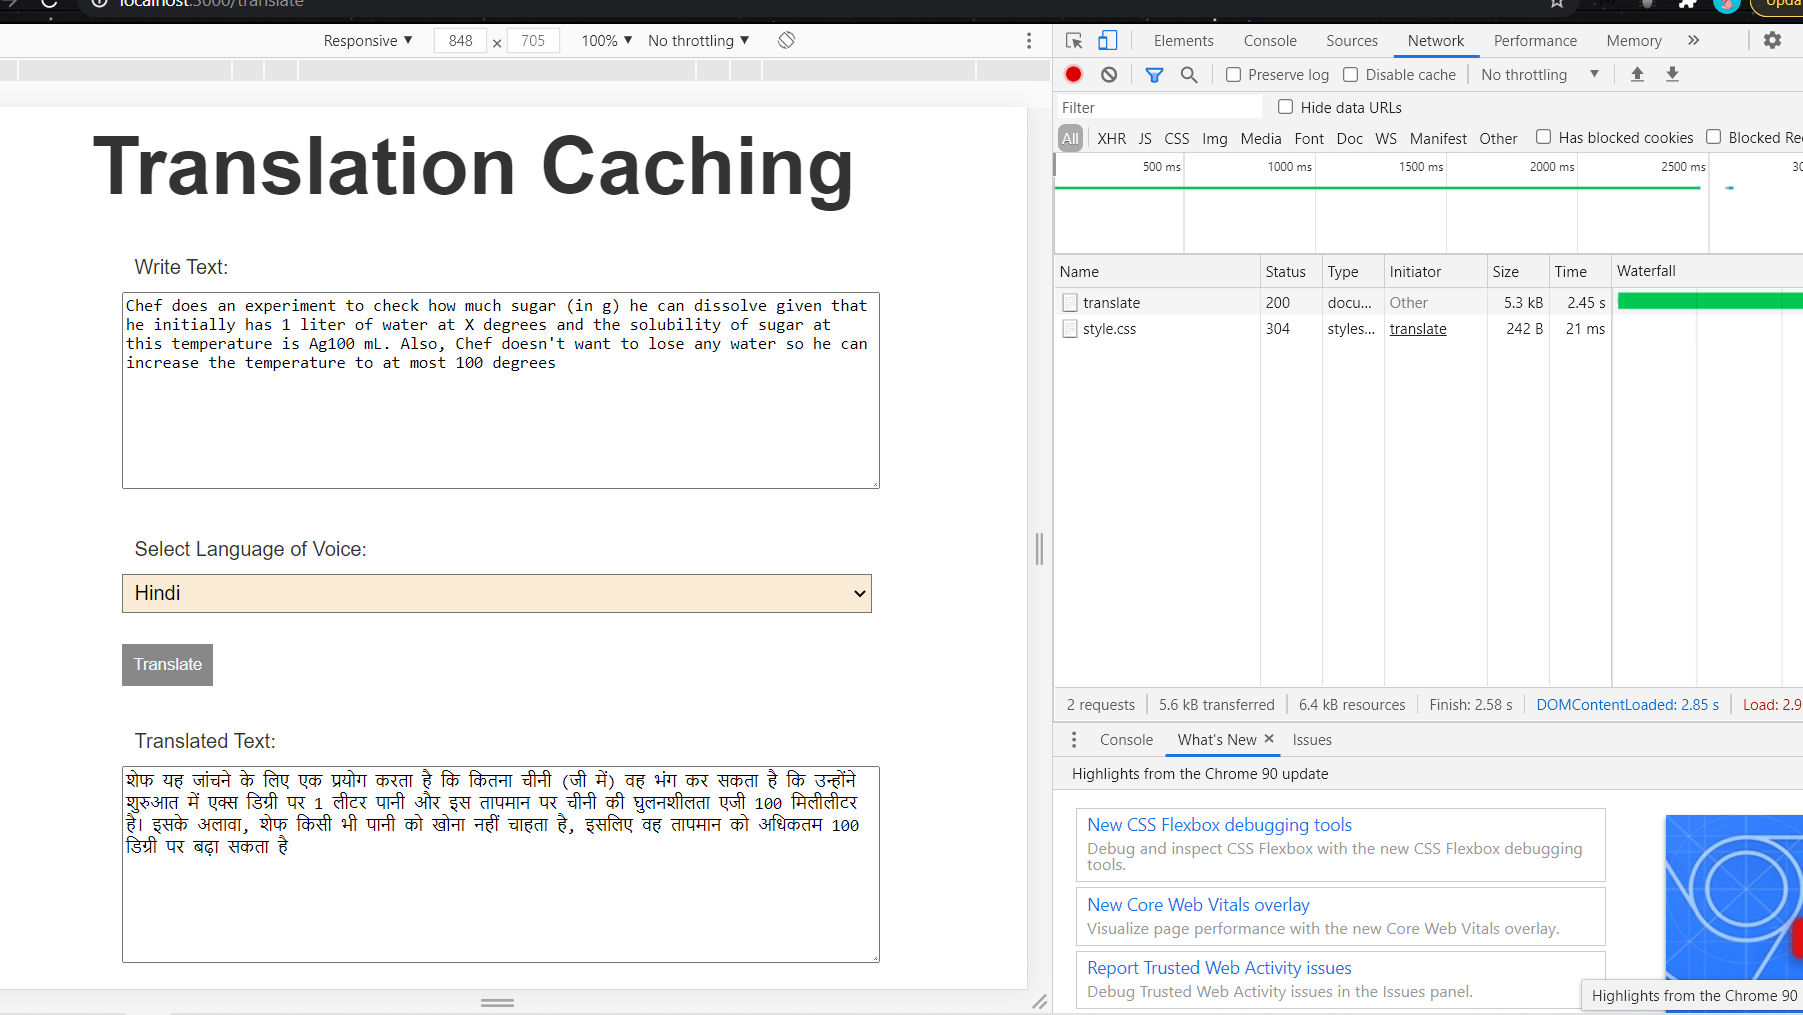 localhost:3000/translate
Responsive ▼ 848 × 705 100% ▼ No throttling ▼
Translation Caching
Write Text:
Chef does an experiment to check how much sugar (in g) he can dissolve given that
he initially has 1 liter of water at X degrees and the solubility of sugar at
this temperature is Ag100 mL. Also, Chef doesn't want to lose any water so he can
increase the temperature to at most 100 degrees
Select Language of Voice:
Hindi
Translate
Translated Text:
शेफ यह जांचने के लिए एक प्रयोग करता है कि कितना चीनी (जी में) वह भंग कर सकता है कि उन्होंने
शुरुआत में एक्स डिग्री पर 1 लीटर पानी और इस तापमान पर चीनी की घुलनशीलता एजी 100 मिलीलीटर
है। इसके अलावा, शेफ किसी भी पानी को खोना नहीं चाहता है, इसलिए वह तापमान को अधिकतम 100
डिग्री पर बढ़ा सकता है
Elements Console Sources Network Performance Memory »
Preserve log Disable cache No throttling ▼
Filter Hide data URLs
All XHR JS CSS Img Media Font Doc WS Manifest Other Has blocked cookies Blocked Re
500 ms 1000 ms 1500 ms 2000 ms 2500 ms 30
Name Status Type Initiator Size Time Waterfall
translate 200 docu... Other 5.3 kB 2.45 s
style.css 304 styles... translate 242 B 21 ms
2 requests 5.6 kB transferred 6.4 kB resources Finish: 2.58 s DOMContentLoaded: 2.85 s Load: 2.9
Console What's New × Issues
Highlights from the Chrome 90 update
New CSS Flexbox debugging tools
Debug and inspect CSS Flexbox with the new CSS Flexbox debugging
tools.
New Core Web Vitals overlay
Visualize page performance with the new Core Web Vitals overlay.
Report Trusted Web Activity issues
Debug Trusted Web Activity issues in the Issues panel.
Highlights from the Chrome 90